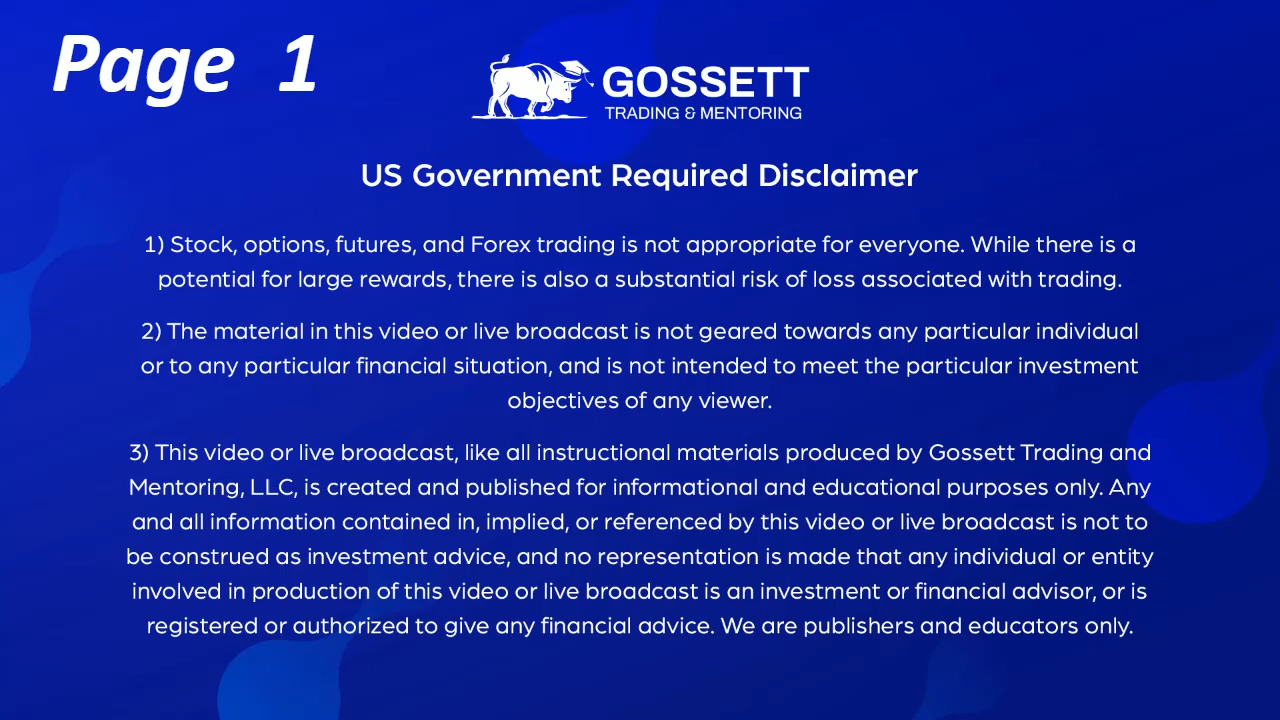 Page 1
GOSSETT
TRADING & MENTORING
US Government Required Disclaimer
1) Stock, options, futures, and Forex trading is not appropriate for everyone. While there is a
potential for large rewards, there is also a substantial risk of loss associated with trading.
2) The material in this video or live broadcast is not geared towards any particular individual
or to any particular financial situation, and is not intended to meet the particular investment
objectives of any viewer.
3) This video or live broadcast, like all instructional materials produced by Gossett Trading and
Mentoring, LLC, is created and published for informational and educational purposes only. Any
and all information contained in, implied, or referenced by this video or live broadcast is not to
be construed as investment advice, and no representation is made that any individual or entity
involved in production of this video or live broadcast is an investment or financial advisor, or is
registered or authorized to give any financial advice. We are publishers and educators only.